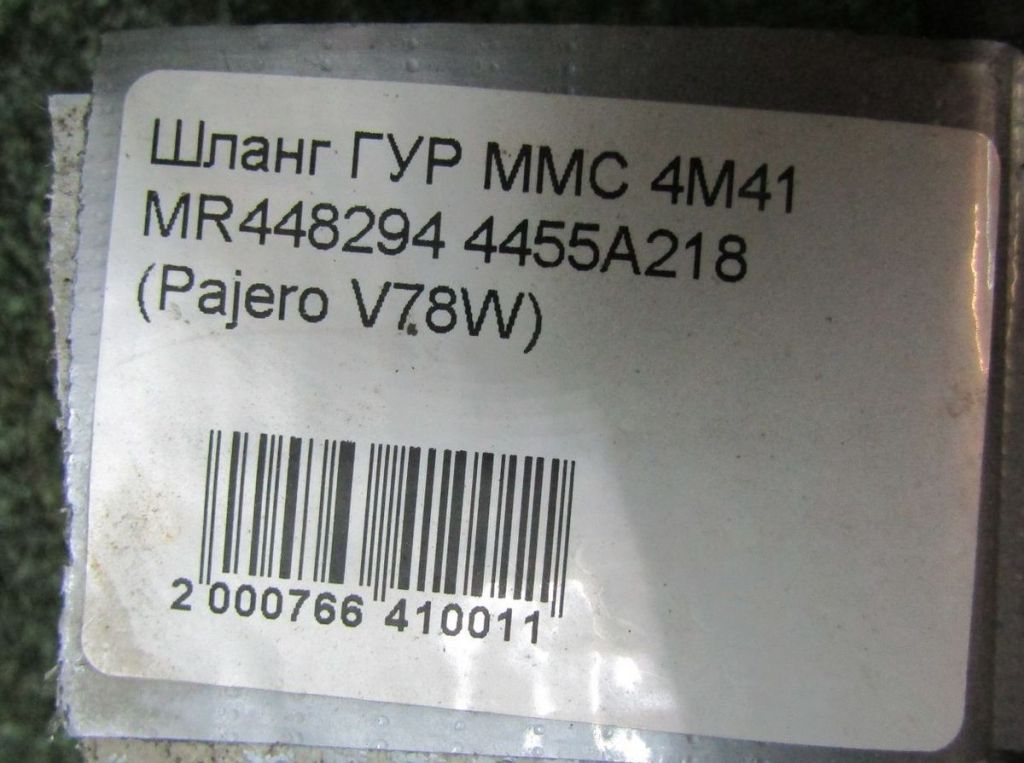 Шланг ГУР ММС 4М41
MR448294 4455A218
(Pajero V78W)
2 000766 410011